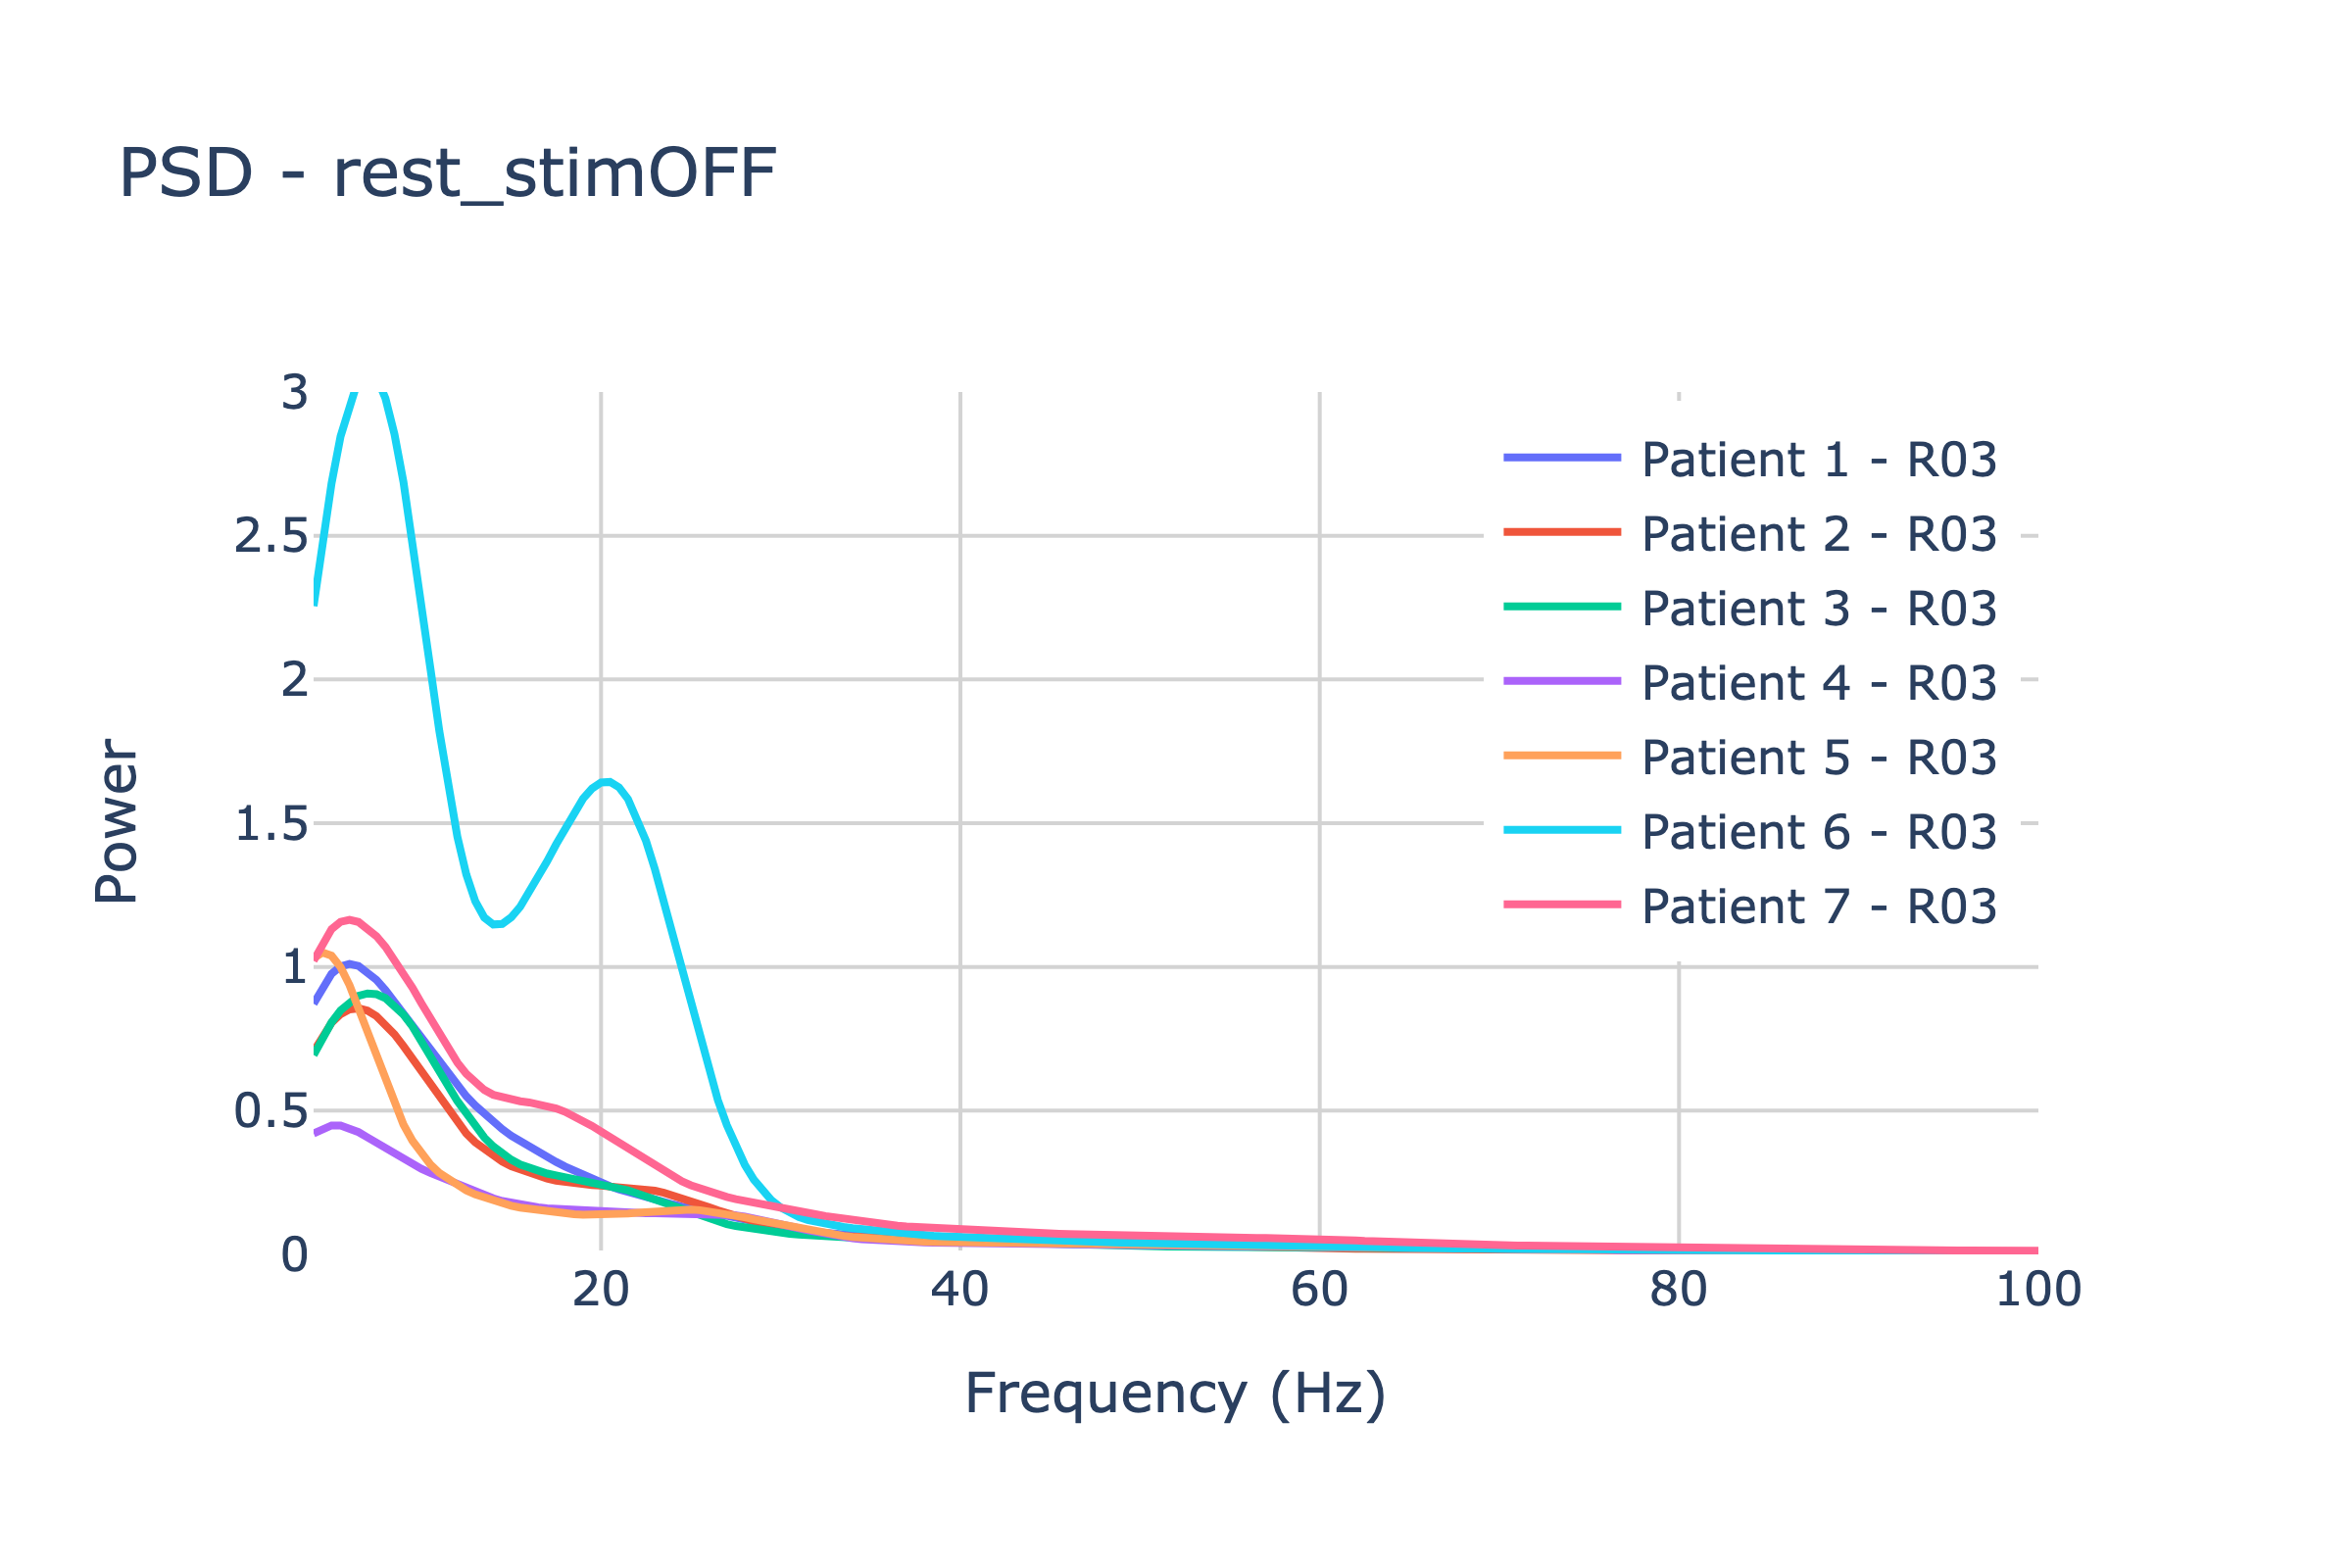 PSD - rest_stimOFF
3
2.5
2
1.5
1
0.5
0
Power
Patient 1 - R03
Patient 2 - R03
Patient 3 - R03
Patient 4 - R03
Patient 5 - R03
Patient 6 - R03
Patient 7 - R03
20 40 60 80 100
Frequency (Hz)